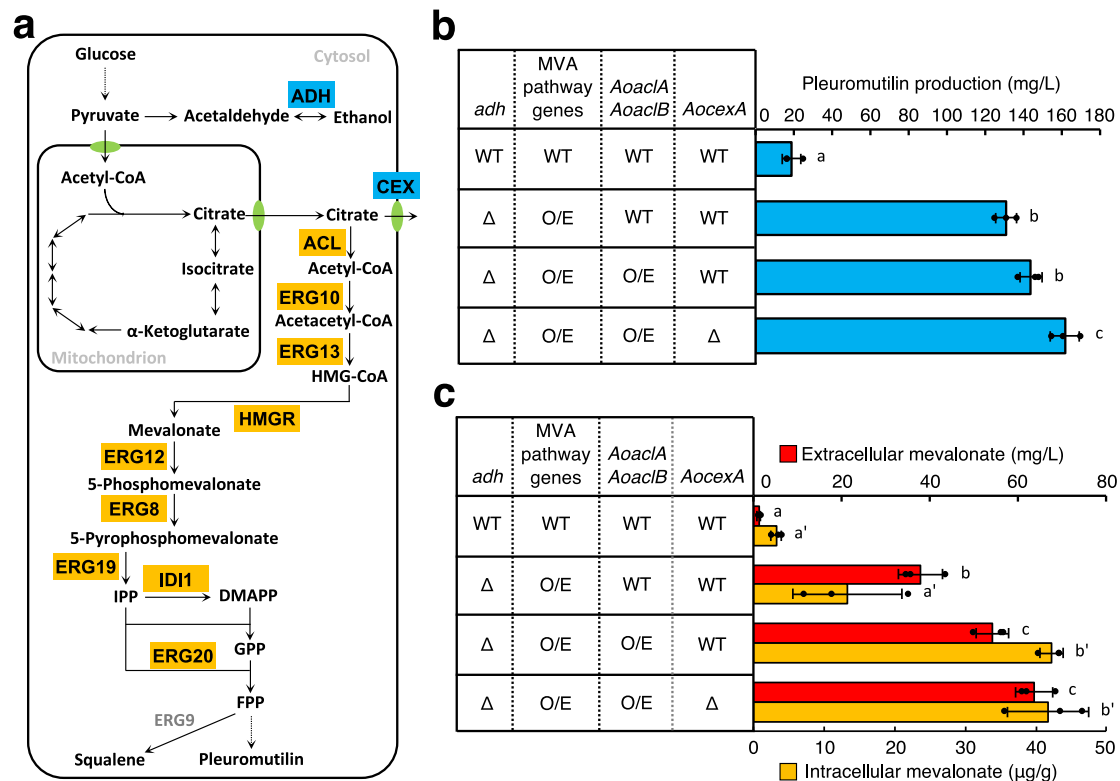 a
Glucose
Cytosol
ADH
Pyruvate
Acetaldehyde
Ethanol
Acetyl-CoA
CEX
Citrate
Citrate
ACL
Isocitrate
Acetyl-CoA
ERG10
α-Ketoglutarate
Acetacetyl-CoA
Mitochondrion
ERG13
HMG-CoA
HMGR
Mevalonate
ERG12
5-Phosphomevalonate
ERG8
5-Pyrophosphomevalonate
ERG19
IDI1
IPP
DMAPP
ERG20
GPP
FPP
ERG9
Squalene
Pleuromutilin
b
adh
MVA
pathway
genes
AoaclA
AoaclB
AocexA
Pleuromutilin production (mg/L)
0 20 40 60 80 100 120 140 160 180
WT WT WT WT a
Δ O/E WT WT b
Δ O/E O/E WT b
Δ O/E O/E Δ c
c
adh
MVA
pathway
genes
AoaclA
AoaclB
AocexA
Extracellular mevalonate (mg/L)
0 20 40 60 80
WT WT WT WT a
a'
Δ O/E WT WT b
a'
Δ O/E O/E WT c
b'
Δ O/E O/E Δ c
b'
0 10 20 30 40 50
Intracellular mevalonate (μg/g)